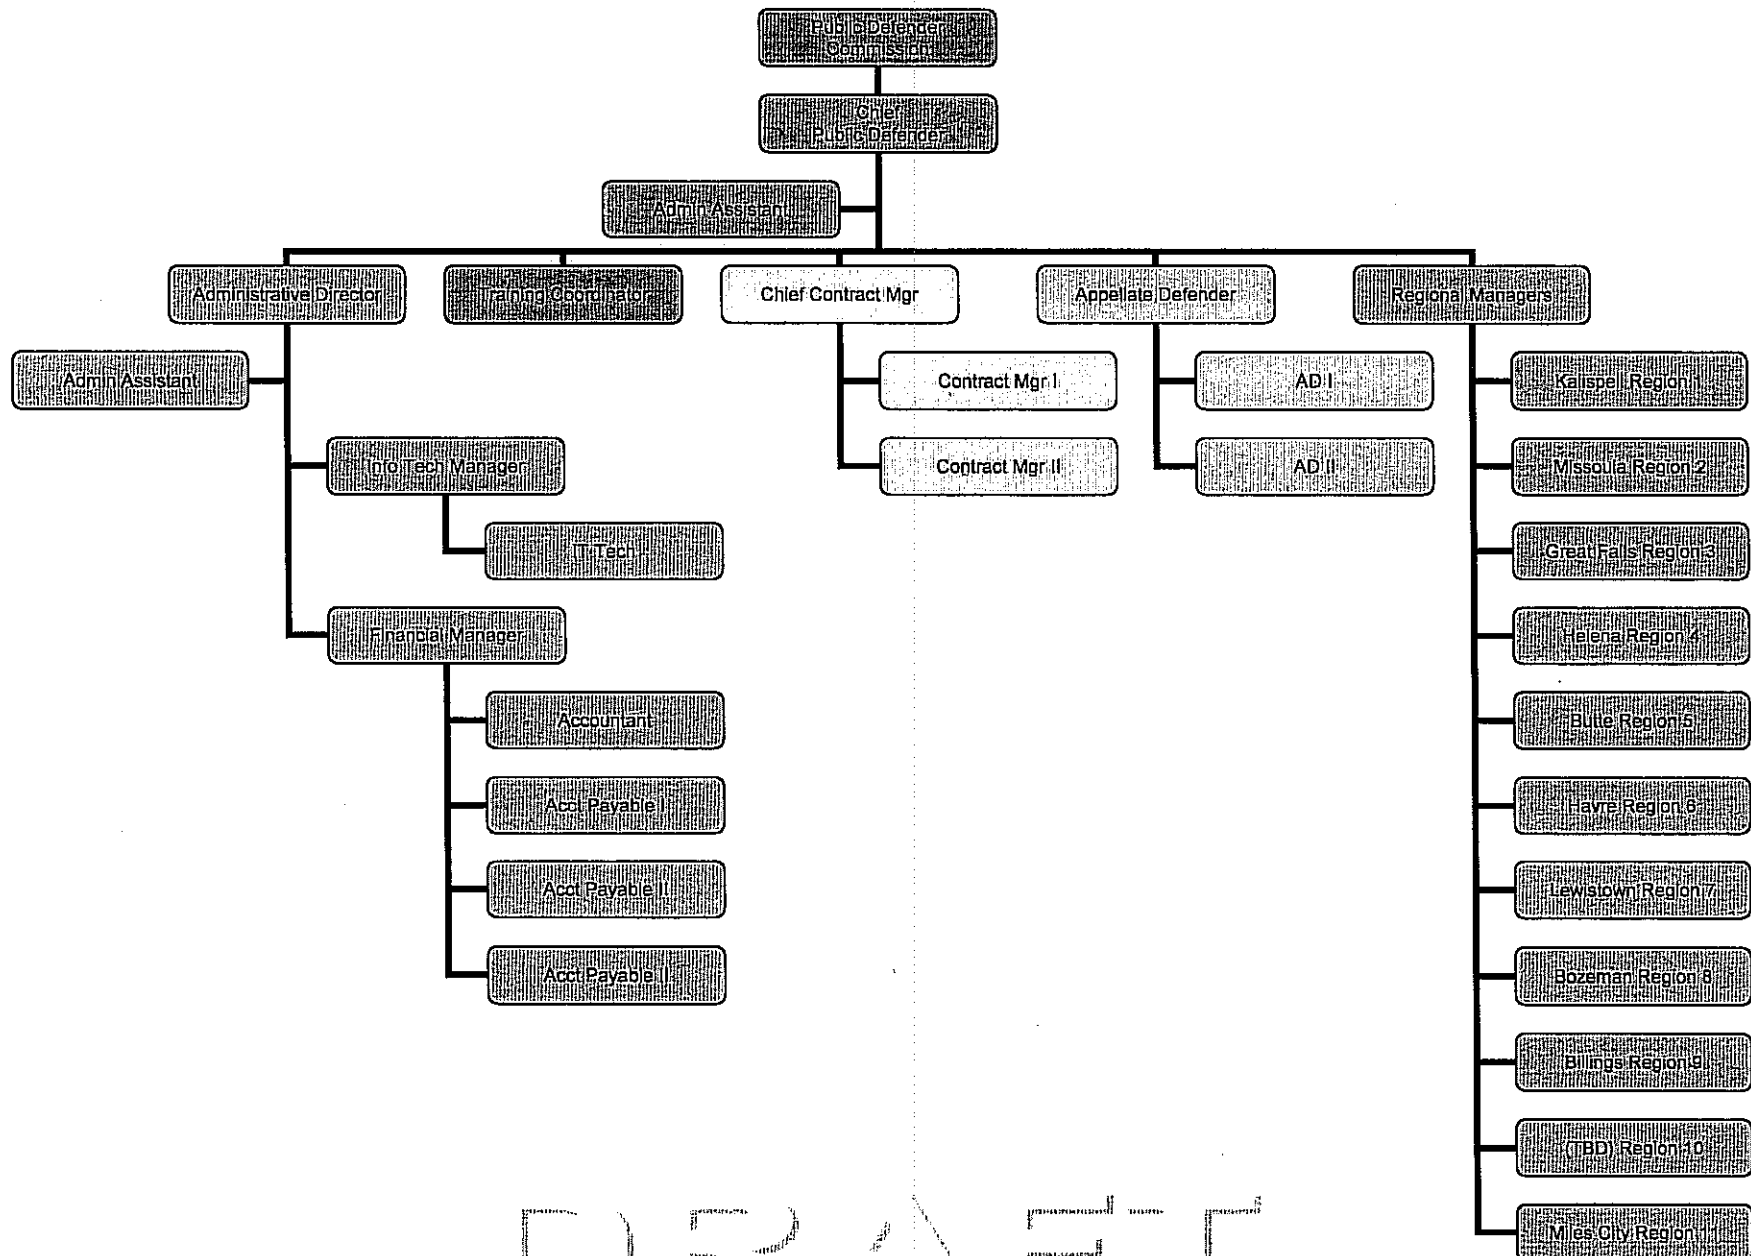 Public Defender
Commission
Chief
Public Defender
Admin Assistant
Administrative Director
Training Coordinator
Chief Contract Mgr
Appellate Defender
Regional Managers
Admin Assistant
Contract Mgr I
AD I
Kalispell Region 1
Info Tech Manager
Contract Mgr II
AD II
Missoula Region 2
IT Tech
Great Falls Region 3
Financial Manager
Helena Region 4
Accountant
Butte Region 5
Acct Payable I
Havre Region 6
Acct Payable II
Lewistown Region 7
Acct Payable II
Bozeman Region 8
Billings Region 9
(TBD) Region 10
Miles City Region 11
DRAFT